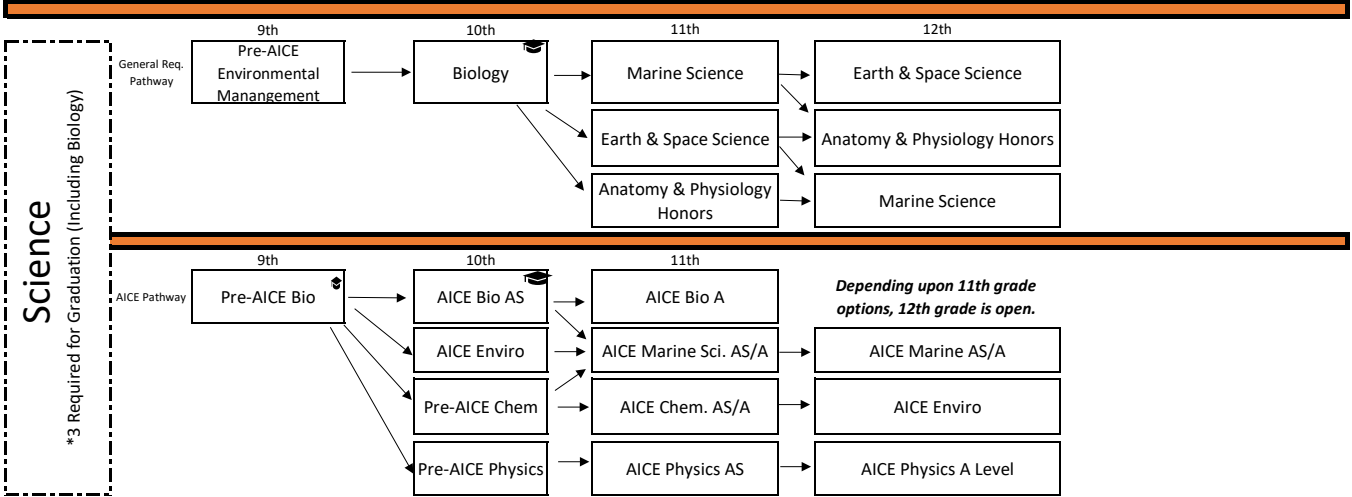 Science
*3 Required for Graduation (Including Biology)
9th
10th
11th
12th
General Req.
Pathway
Pre-AICE
Environmental
Manangement
Biology
Marine Science
Earth & Space Science
Earth & Space Science
Anatomy & Physiology Honors
Anatomy & Physiology
Honors
Marine Science
9th
10th
11th
AICE Pathway
Pre-AICE Bio
AICE Bio AS
AICE Bio A
Depending upon 11th grade
options, 12th grade is open.
AICE Enviro
AICE Marine Sci. AS/A
AICE Marine AS/A
Pre-AICE Chem
AICE Chem. AS/A
AICE Enviro
Pre-AICE Physics
AICE Physics AS
AICE Physics A Level